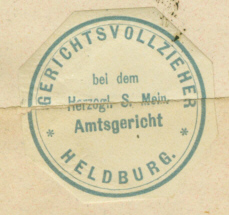 GERICHTSVOLLZIEHER
bei dem
Herzogl. S. Mein.
Amtsgericht
* HELDBURG. *